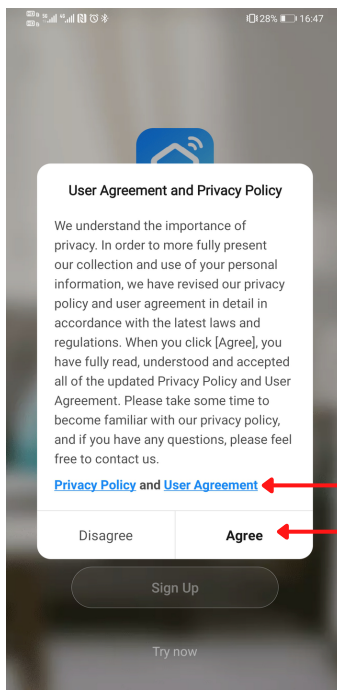 28% 16:47
User Agreement and Privacy Policy
We understand the importance of
privacy. In order to more fully present
our collection and use of your personal
information, we have revised our privacy
policy and user agreement in detail in
accordance with the latest laws and
regulations. When you click [Agree], you
have fully read, understood and accepted
all of the updated Privacy Policy and User
Agreement. Please take some time to
become familiar with our privacy policy,
and if you have any questions, please feel
free to contact us.
Privacy Policy and User Agreement
Disagree Agree
Sign Up
Try now